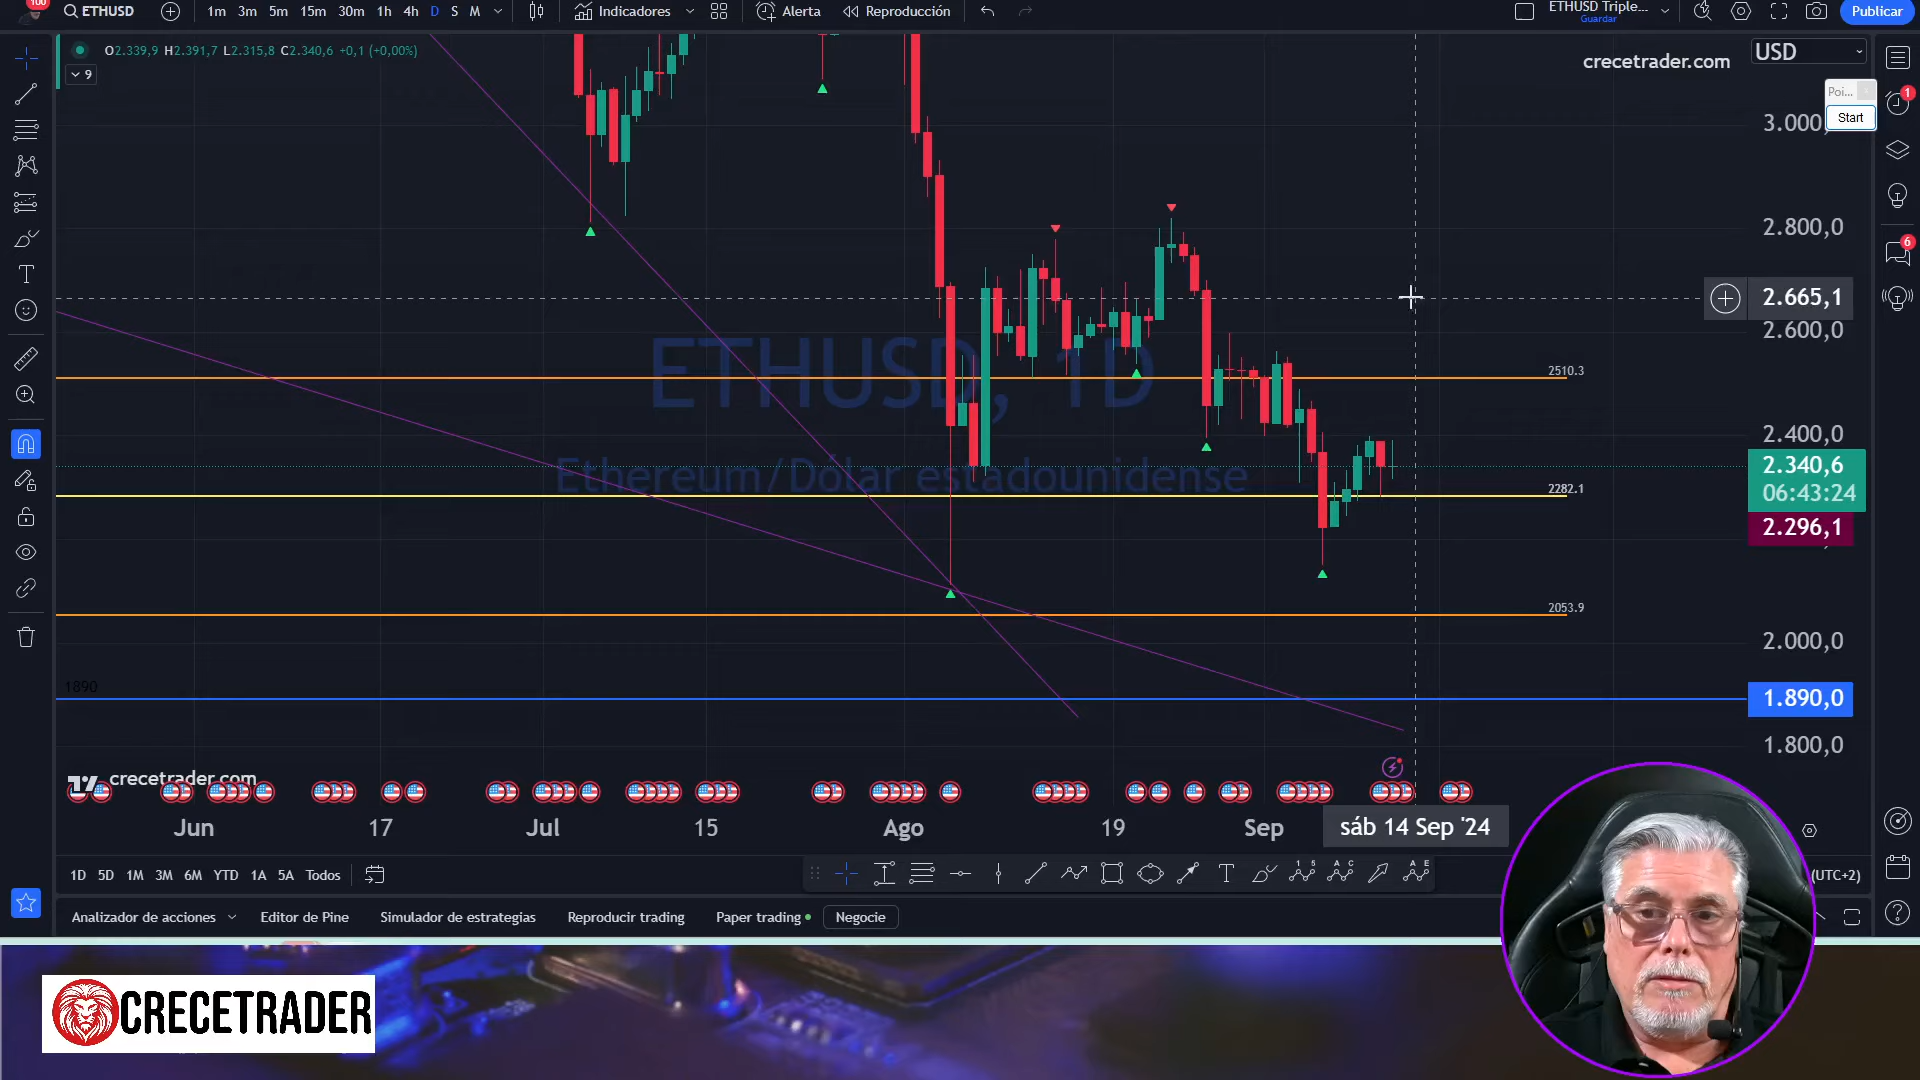 100
ETHUSD
1m 3m 5m 15m 30m 1h 4h D S M
Indicadores
Alerta
Reproducción
ETHUSD Triple...
Guardar
Publicar
O2.339,9 H2.391,7 L2.315,8 C2.340,6 +0,1 (+0,00%)
9
crecetrader.com
USD
Poi...
Start
1
3.000,
2.800,0
6
2.665,1
2.600,0
ETHUSD, 1D
Ethereum/Dólar estadounidense
2510.3
2.400,0
2.340,6
06:43:24
2282.1
2.296,1
2053.9
2.000,0
1890
1.890,0
1.800,0
crecetrader.com
Jun 17 Jul 15 Ago 19 Sep sáb 14 Sep '24
1D 5D 1M 3M 6M YTD 1A 5A Todos
(UTC+2)
Analizador de acciones Editor de Pine Simulador de estrategias Reproducir trading Paper trading Negocie
CRECETRADER